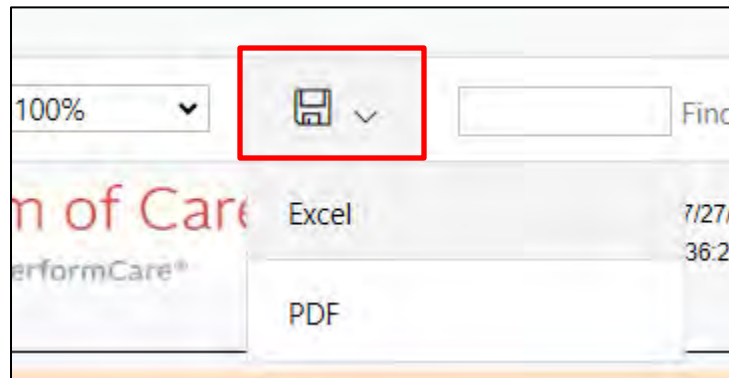 100%
Find
m of Care
Excel
7/27/
erformCare®
36:2
PDF